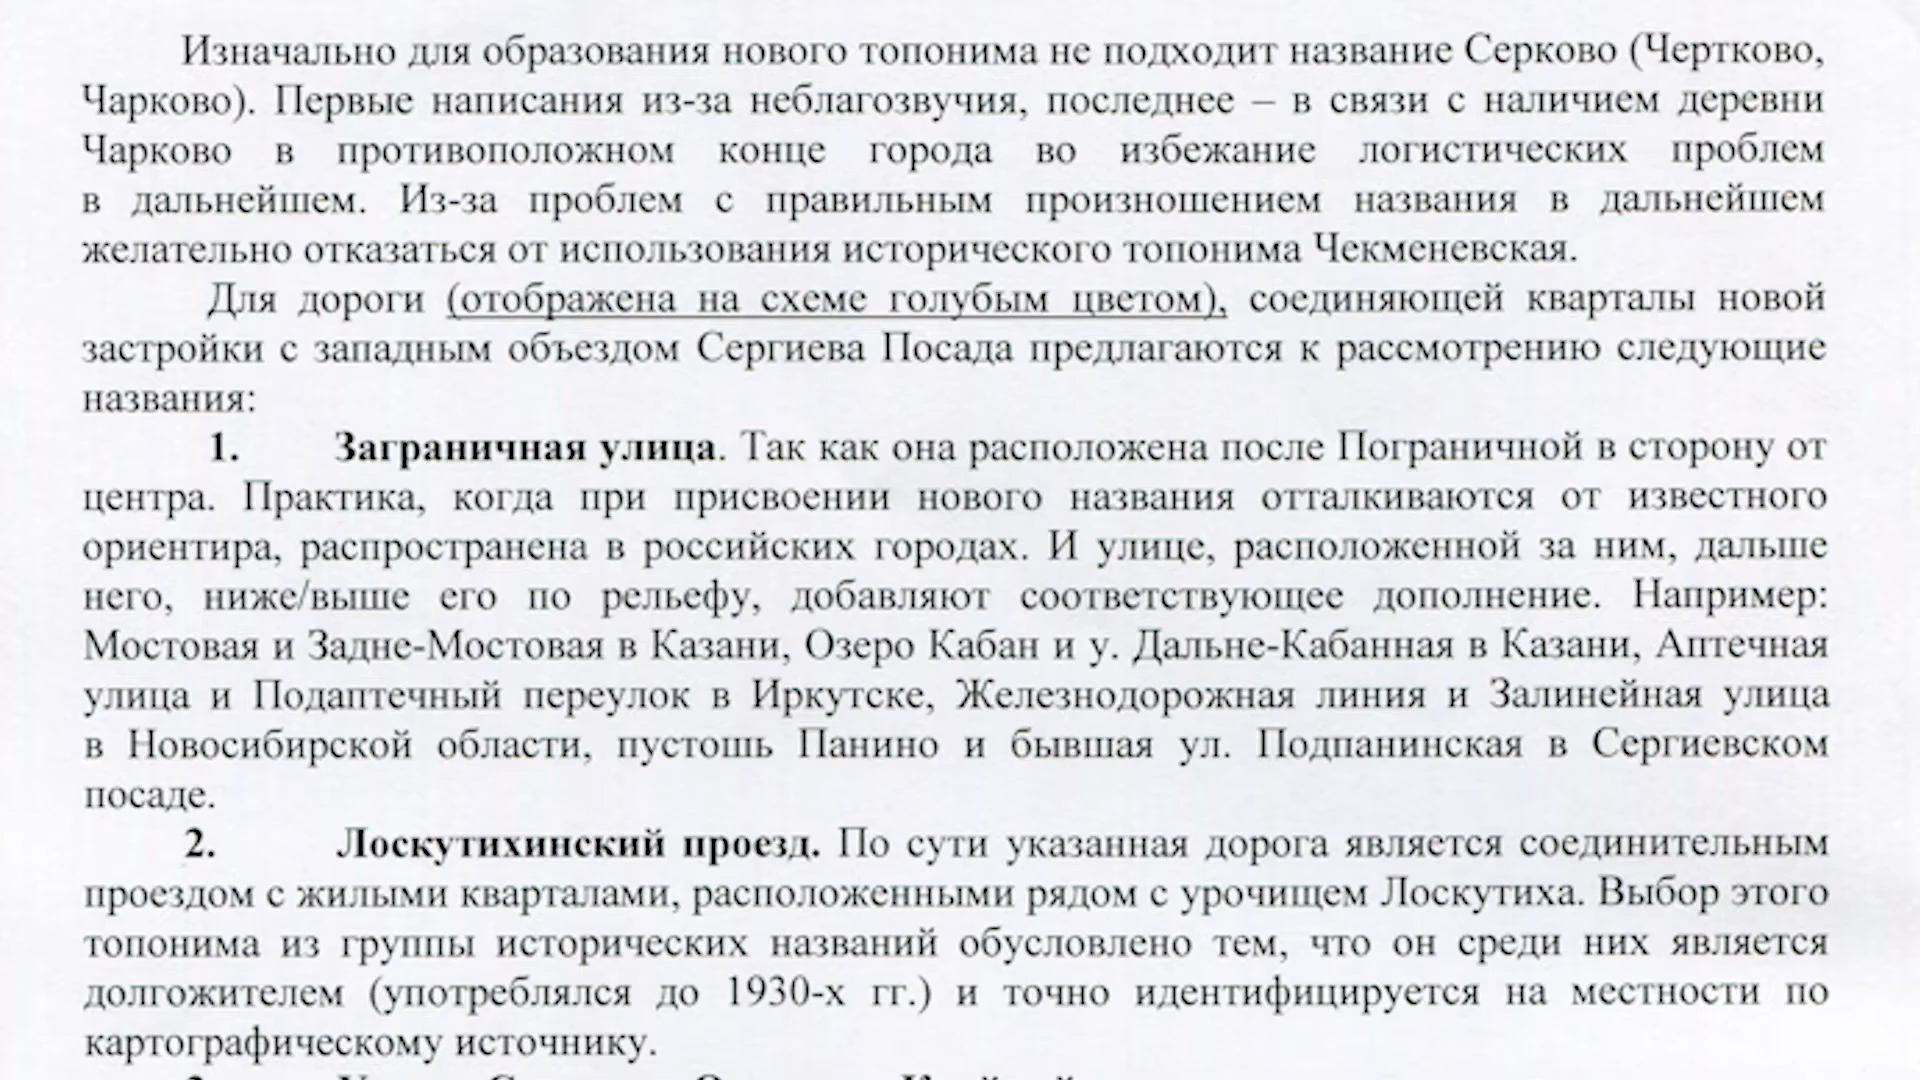 Изначально для образования нового топонима не подходит название Серково (Чертково,
Чарково). Первые написания из-за неблагозвучия, последнее – в связи с наличием деревни
Чарково в противоположном конце города во избежание логистических проблем
в дальнейшем. Из-за проблем с правильным произношением названия в дальнейшем
желательно отказаться от использования исторического топонима Чекменевская.
Для дороги (отображена на схеме голубым цветом), соединяющей кварталы новой
застройки с западным объездом Сергиева Посада предлагаются к рассмотрению следующие
названия:
1. Заграничная улица. Так как она расположена после Пограничной в сторону от
центра. Практика, когда при присвоении нового названия отталкиваются от известного
ориентира, распространена в российских городах. И улице, расположенной за ним, дальше
него, ниже/выше его по рельефу, добавляют соответствующее дополнение. Например:
Мостовая и Задне-Мостовая в Казани, Озеро Кабан и у. Дальне-Кабанная в Казани, Аптечная
улица и Подаптечный переулок в Иркутске, Железнодорожная линия и Залинейная улица
в Новосибирской области, пустошь Панино и бывшая ул. Подпанинская в Сергиевском
посаде.
2. Лоскутихинский проезд. По сути указанная дорога является соединительным
проездом с жилыми кварталами, расположенными рядом с урочищем Лоскутиха. Выбор этого
топонима из группы исторических названий обусловлено тем, что он среди них является
долгожителем (употреблялся до 1930-х гг.) и точно идентифицируется на местности по
картографическому источнику.